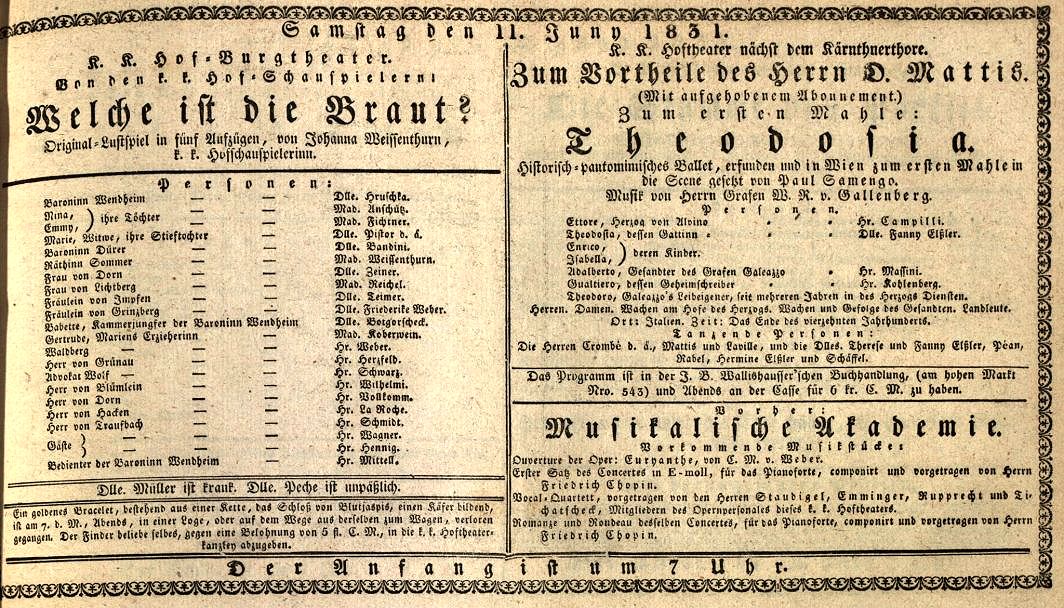 Samstag den 11. Juny 1831.
K. K. Hof-Burgtheater.
Von den k. k. Hof-Schauspielern:
Welche ist die Braut?
Original-Lustspiel in fünf Aufzügen, von Johanna Weissenthurn,
k. k. Hofschauspielerinn.
Personen:
Baroninn Wendheim — — Dlle. Hruschka.
Nina, } ihre Töchter — — Mad. Anschütz.
Emmy, — — Mad. Fichtner.
Marie, Witwe, ihre Stieftochter — — Dlle. Pistor d. ä.
Baroninn Dürer — — Dlle. Bandini.
Räthinn Sommer — — Mad. Weissenthurn.
Frau von Dorn — — Dlle. Zeiner.
Frau von Lichtberg — — Mad. Reichel.
Fräulein von Impfen — — Dlle. Teimer.
Fräulein von Grinzberg — — Dlle. Friederike Weber.
Babette, Kammerjungfer der Baroninn Wendheim Dlle. Botgorscheck.
Gertrude, Mariens Erzieherinn — — Mad. Koberwein.
Waldberg — — Hr. Weber.
Herr von Grünau — — Hr. Herzfeld.
Advokat Wolf — — — Hr. Schwarz.
Herr von Blümlein — — Hr. Wilhelmi.
Herr von Dorn — — Hr. Vollkomm.
Herr von Hacken — — Hr. La Roche.
Herr von Traufbach — — Hr. Schmidt.
Gäste } — — Hr. Wagner.
— — Hr. Hennig.
Bedienter der Baroninn Wendheim — Hr. Mittell.
Dlle. Müller ist krank. Dlle. Peche ist unpäßlich.
Ein goldenes Bracelet, bestehend aus einer Kette, das Schloß von Blutjaspis, einen Käfer bildend,
ist am 7. d. M., Abends, in einer Loge, oder auf dem Wege aus derselben zum Wagen, verloren
gegangen. Der Finder beliebe selbes, gegen eine Belohnung von 5 fl. C. M., in die k. k. Hoftheater-
kanzley abzugeben.
K. K. Hoftheater nächst dem Kärnthnerthore.
Zum Vortheile des Herrn O. Mattis.
(Mit aufgehobenem Abonnement.)
Zum ersten Mahle:
Theodosia.
Historisch-pantomimisches Ballet, erfunden und in Wien zum ersten Mahle in
die Scene gesetzt von Paul Samengo.
Musik von Herrn Grafen W. R. v. Gallenberg.
Personen.
Ettore, Herzog von Alvino Hr. Campilli.
Theodosia, dessen Gattinn Dlle. Fanny Elßler.
Enrico, } deren Kinder.
Isabella,
Adalberto, Gesandter des Grafen Galeazzo Hr. Massini.
Gualtiero, dessen Geheimschreiber Hr. Kohlenberg.
Theodoro, Galeazzo's Leibeigener, seit mehreren Jahren in des Herzogs Diensten.
Herren. Damen. Wachen am Hofe des Herzogs. Wachen und Gefolge des Gesandten. Landleute.
Ort: Italien. Zeit: Das Ende des vierzehnten Jahrhunderts.
Tanzende Personen:
Die Herren Crombé d. ä., Mattis und Laville, und die Dlles. Therese und Fanny Elßler, Péan,
Rabel, Hermine Elßler und Schäffel.
Das Programm ist in der J. B. Wallishausser'schen Buchhandlung, (am hohen Markt
Nro. 543) und Abends an der Casse für 6 kr. C. M. zu haben.
Vorher:
Musikalische Akademie.
Vorkommende Musikstücke:
Ouverture der Oper: Euryanthe, von C. M. v. Weber.
Erster Satz des Concertes in E-moll, für das Pianoforte, componirt und vorgetragen von Herrn
Friedrich Chopin.
Vocal-Quartett, vorgetragen von den Herren Staudigel, Emminger, Rupprecht und Ti-
chatscheck, Mitgliedern des Opernpersonales dieses k. k. Hoftheaters.
Romanze und Rondeau desselben Concertes, für das Pianoforte, componirt und vorgetragen von Herrn
Friedrich Chopin.
Der Anfang ist um 7 Uhr.